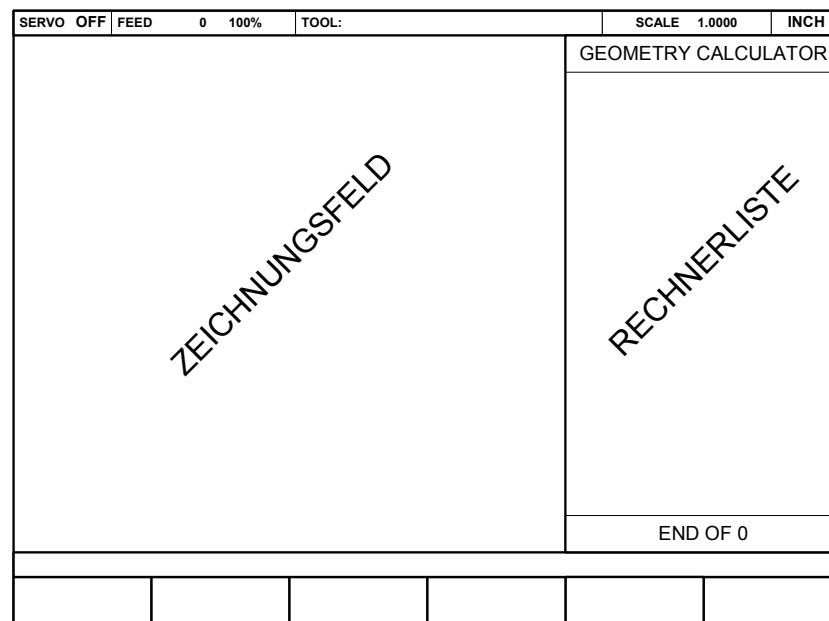 SERVO OFF FEED 0 100% TOOL: SCALE 1.0000 INCH
GEOMETRY CALCULATOR
ZEICHNUNGSFELD
RECHNERLISTE
END OF 0